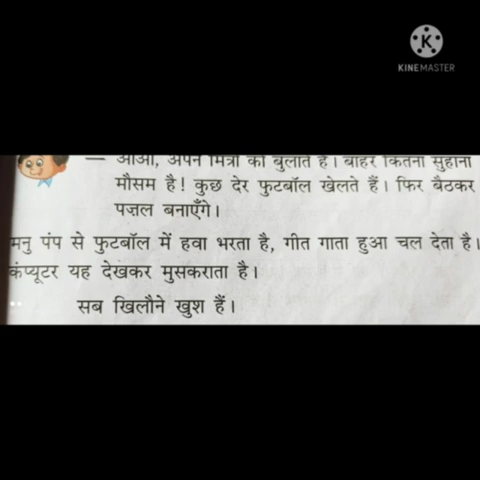 KINEMASTER
— आओ, अपने मित्रों को बुलाते हैं। बाहर कितना सुहाना
मौसम है! कुछ देर फुटबॉल खेलते हैं। फिर बैठकर
पज़ल बनाएँगे।
मनु पंप से फुटबॉल में हवा भरता है, गीत गाता हुआ चल देता है।
कंप्यूटर यह देखकर मुसकराता है।
सब खिलौने खुश हैं।